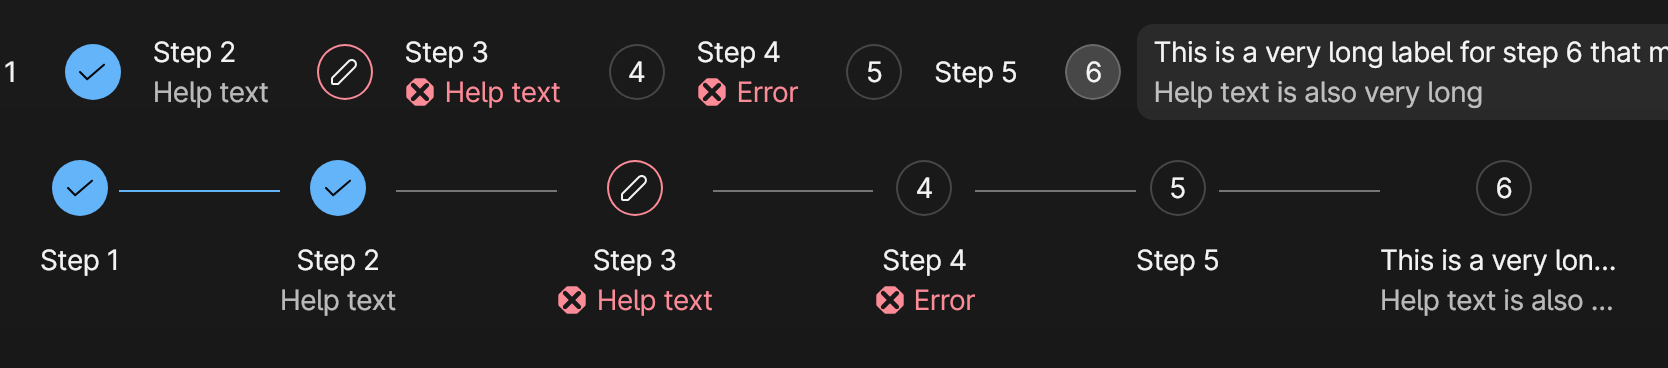 1
Step 2
Help text
Step 3
Help text
4
Step 4
Error
5
Step 5
6
This is a very long label for step 6 that m
Help text is also very long
4
5
6
Step 1
Step 2
Step 3
Step 4
Step 5
This is a very lon...
Help text
Help text
Error
Help text is also ...